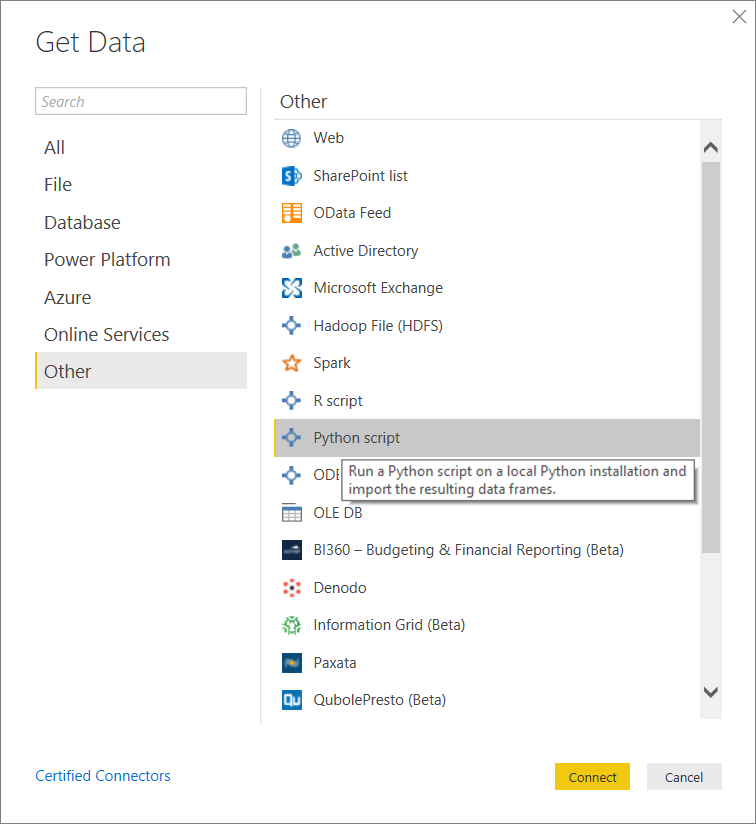 Get Data
Search
All
File
Database
Power Platform
Azure
Online Services
Other
Other
Web
SharePoint list
OData Feed
Active Directory
Microsoft Exchange
Hadoop File (HDFS)
Spark
R script
Python script
Run a Python script on a local Python installation and
import the resulting data frames.
OLE DB
BI360 – Budgeting & Financial Reporting (Beta)
Denodo
Information Grid (Beta)
Paxata
QubolePresto (Beta)
Certified Connectors
Connect
Cancel